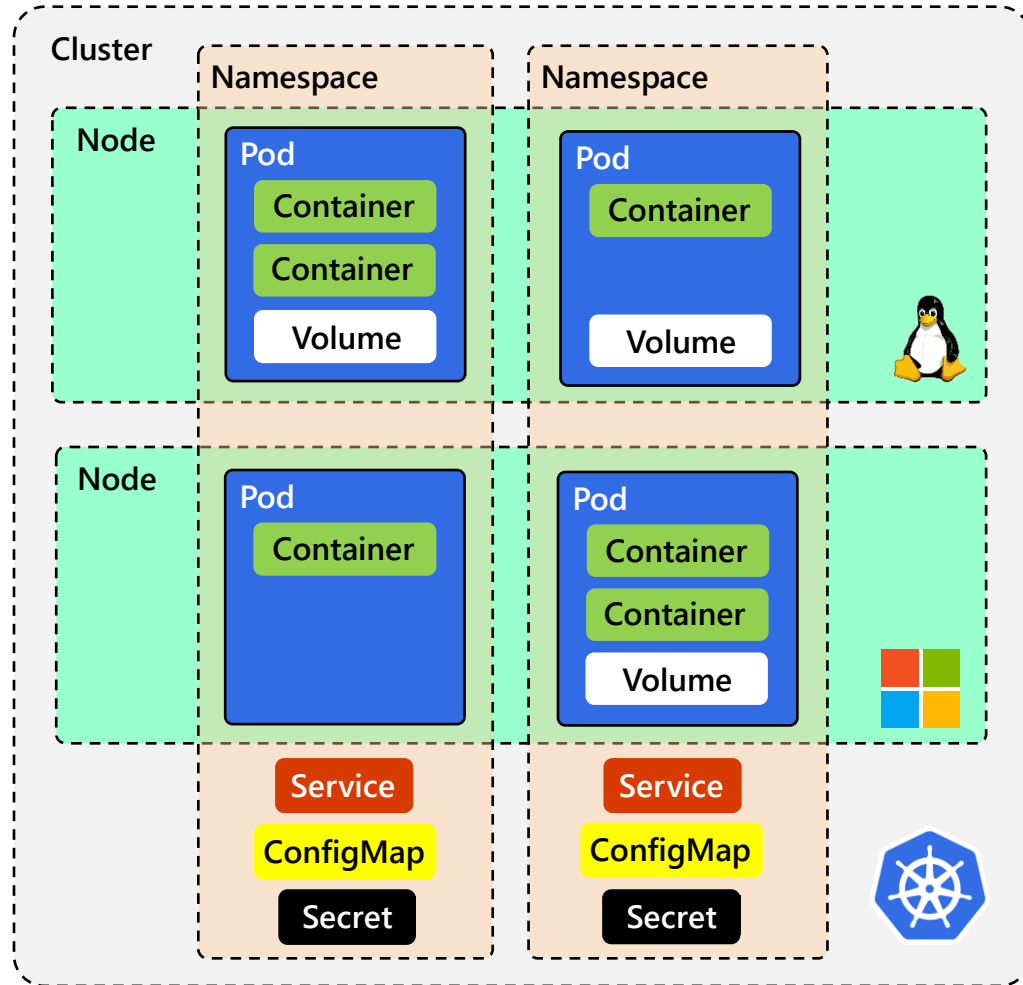 Cluster
Namespace
Namespace
Node
Pod
Container
Container
Volume
Pod
Container
Volume
Node
Pod
Container
Pod
Container
Container
Volume
Service
ConfigMap
Secret
Service
ConfigMap
Secret